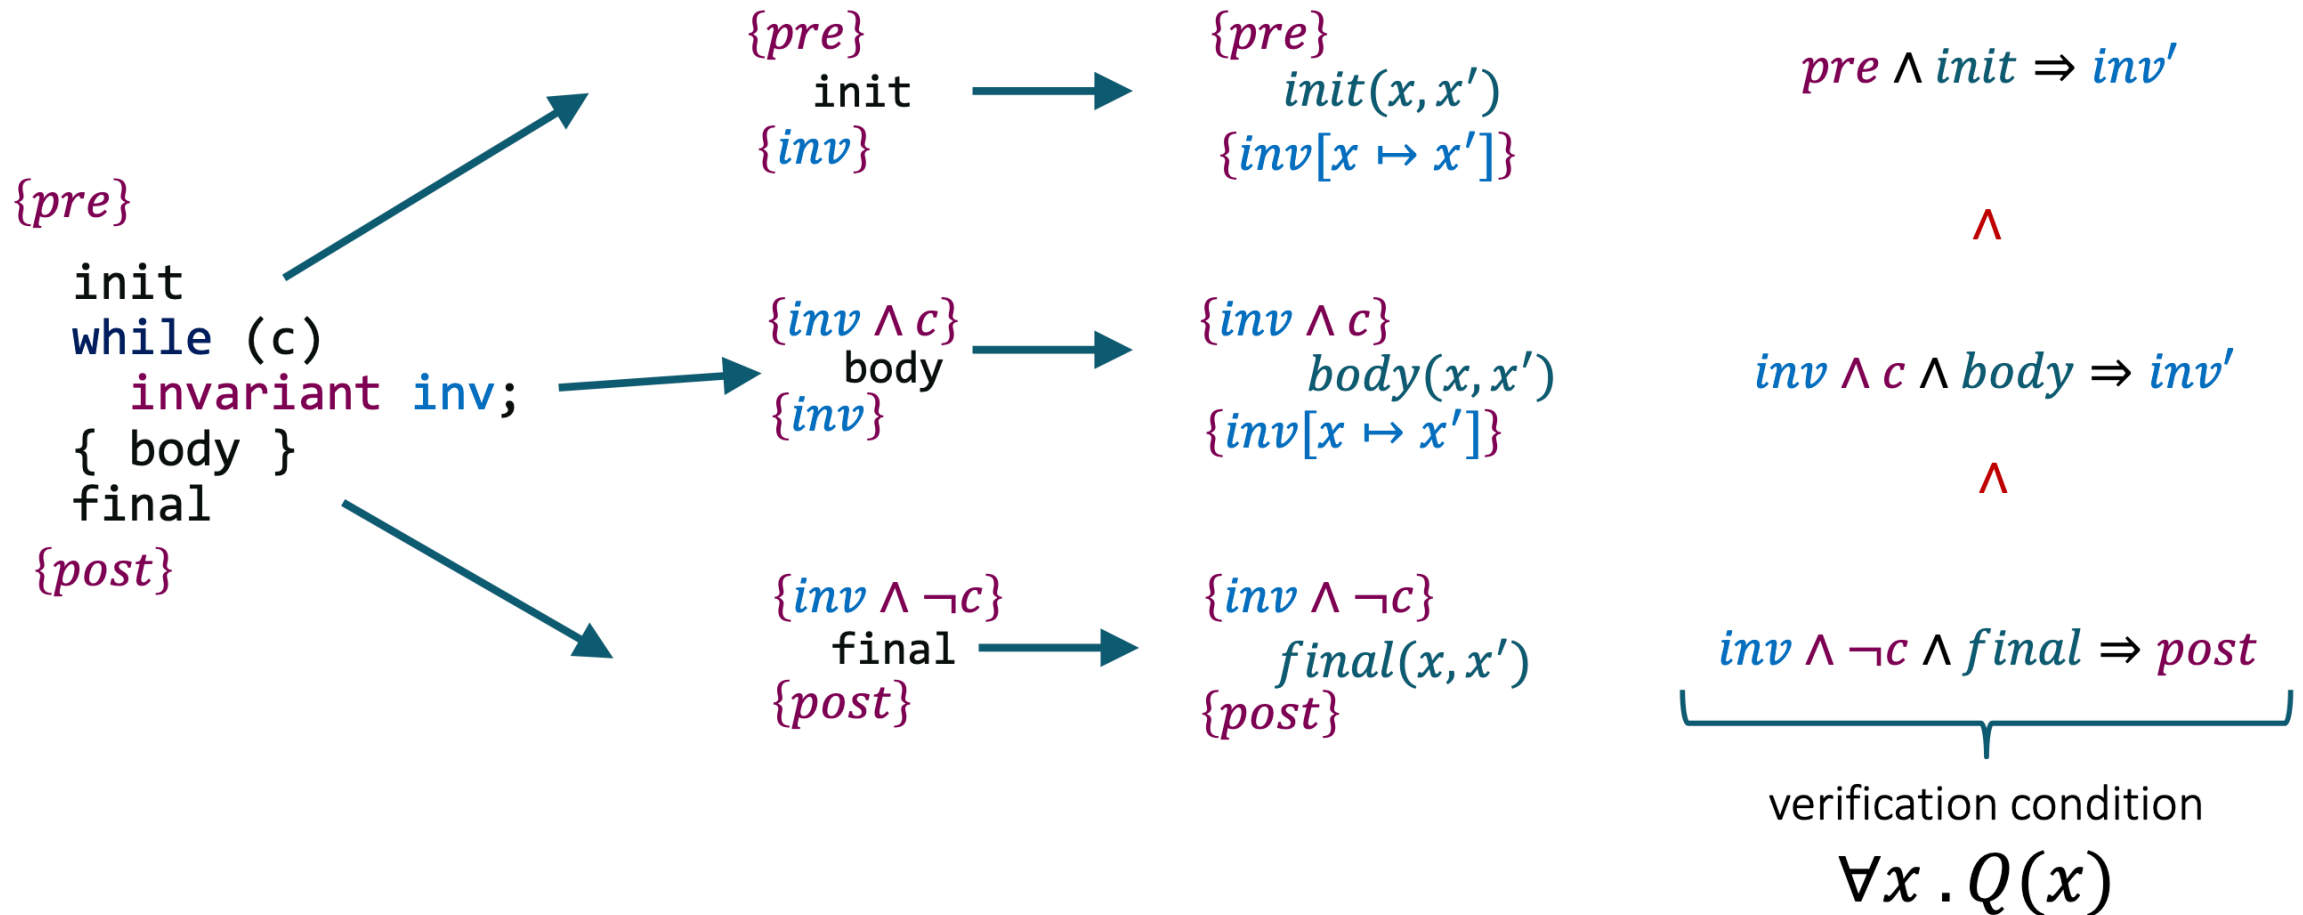 {pre}
init
while (c)
invariant inv;
{ body }
final
{post}
{pre}
init
{inv}
{inv ∧ c}
body
{inv}
{inv ∧ ¬c}
final
{post}
{pre}
init(x, x′)
{inv[x ↦ x′]}
{inv ∧ c}
body(x, x′)
{inv[x ↦ x′]}
{inv ∧ ¬c}
final(x, x′)
{post}
pre ∧ init ⇒ inv′
∧
inv ∧ c ∧ body ⇒ inv′
∧
inv ∧ ¬c ∧ final ⇒ post
verification condition
∀x . Q(x)